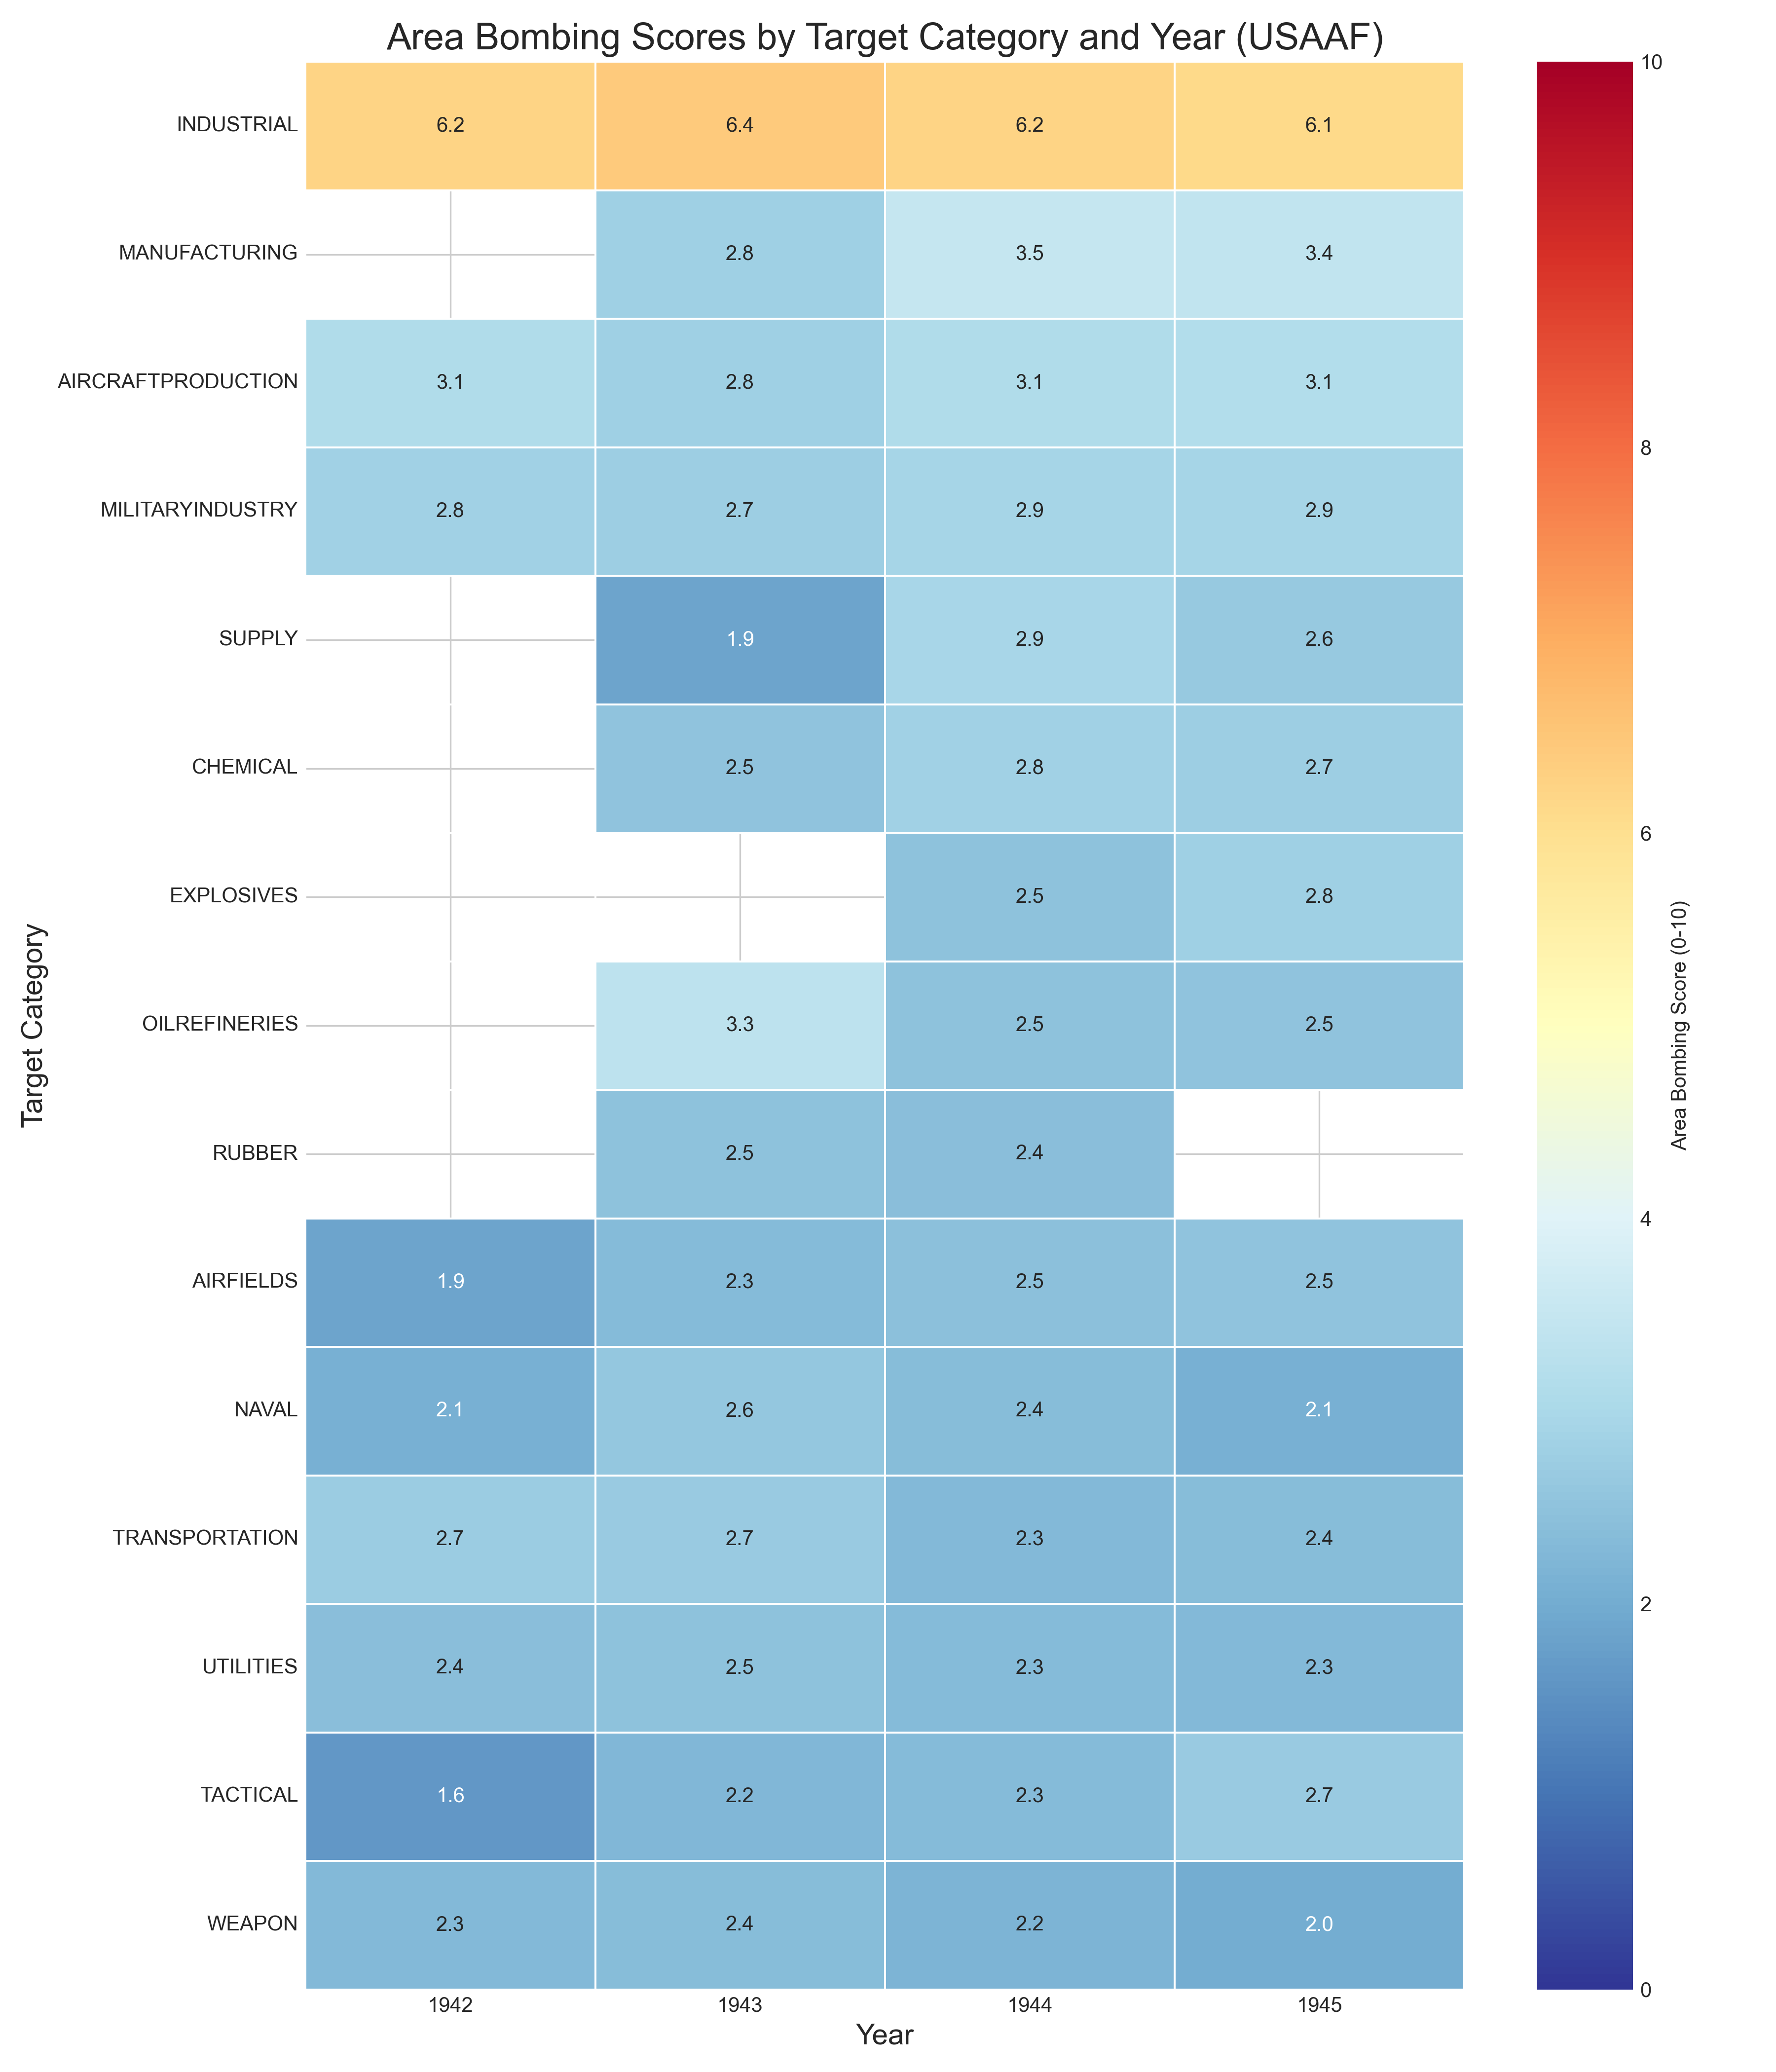 Area Bombing Scores by Target Category and Year (USAAF)
INDUSTRIAL 6.2 6.4 6.2 6.1
MANUFACTURING 2.8 3.5 3.4
AIRCRAFTPRODUCTION 3.1 2.8 3.1 3.1
MILITARYINDUSTRY 2.8 2.7 2.9 2.9
SUPPLY 1.9 2.9 2.6
CHEMICAL 2.5 2.8 2.7
EXPLOSIVES 2.5 2.8
OILREFINERIES 3.3 2.5 2.5
RUBBER 2.5 2.4
AIRFIELDS 1.9 2.3 2.5 2.5
NAVAL 2.1 2.6 2.4 2.1
TRANSPORTATION 2.7 2.7 2.3 2.4
UTILITIES 2.4 2.5 2.3 2.3
TACTICAL 1.6 2.2 2.3 2.7
WEAPON 2.3 2.4 2.2 2.0
1942 1943 1944 1945
Year
Target Category
10
8
6
4
2
0
Area Bombing Score (0-10)